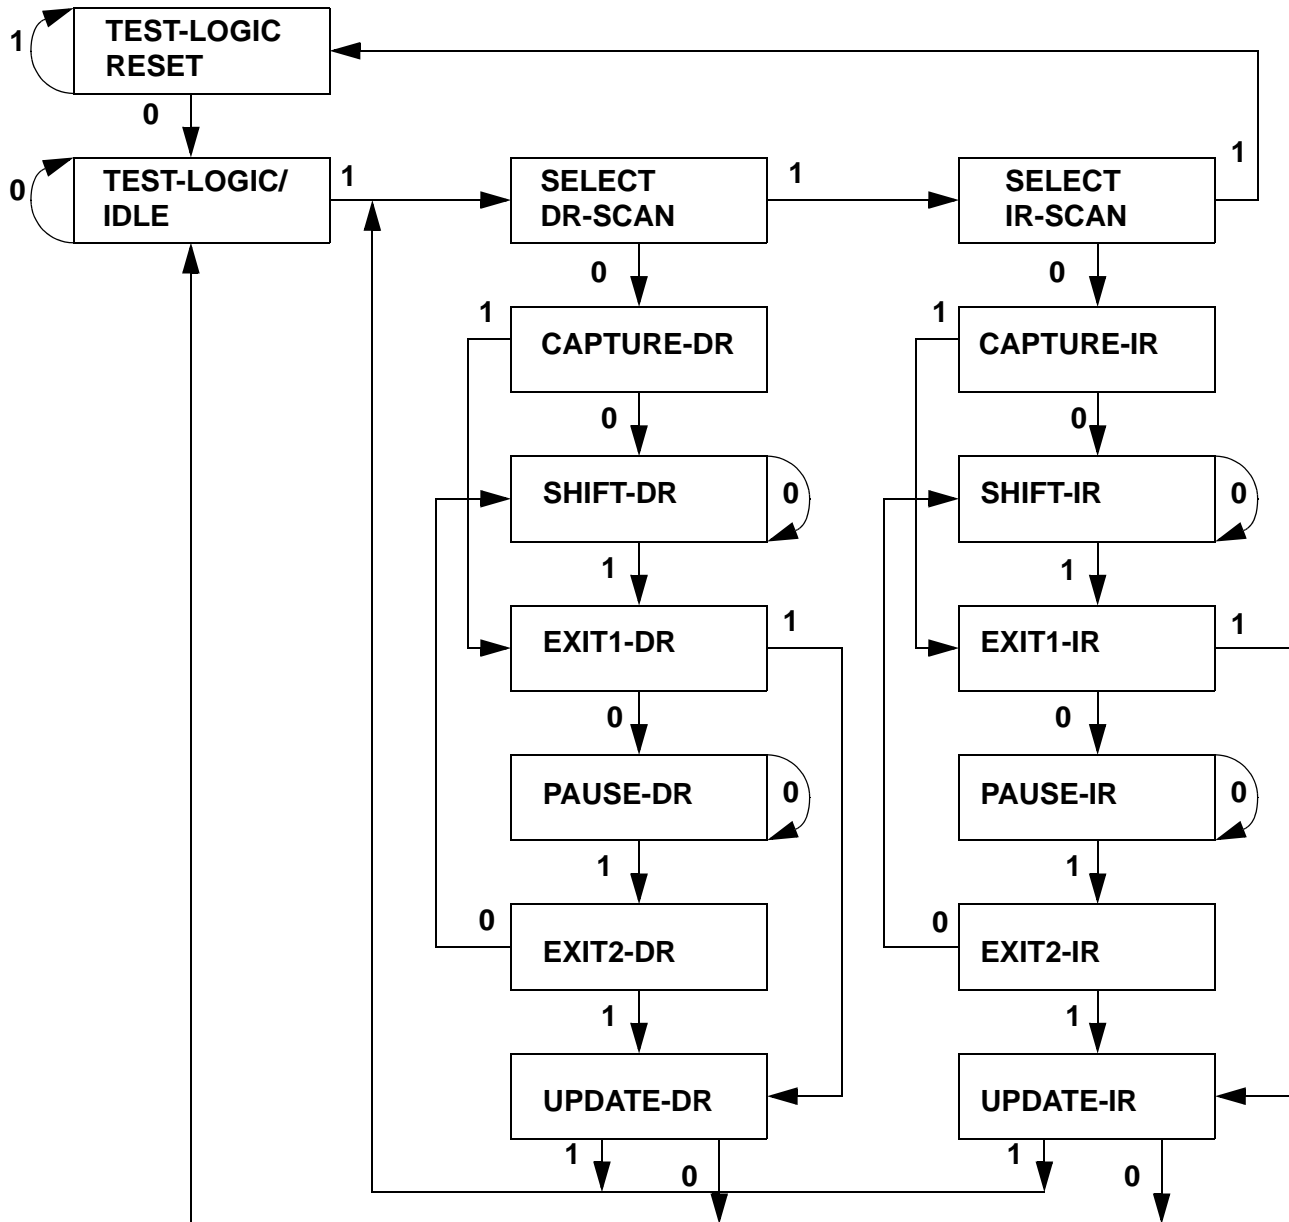 1
TEST-LOGIC
RESET
0
0
TEST-LOGIC/
IDLE
1
SELECT
DR-SCAN
1
SELECT
IR-SCAN
1
0
0
1
CAPTURE-DR
1
CAPTURE-IR
0
0
SHIFT-DR
0
SHIFT-IR
0
1
1
EXIT1-DR
1
EXIT1-IR
1
0
0
PAUSE-DR
0
PAUSE-IR
0
1
1
0
EXIT2-DR
0
EXIT2-IR
1
1
UPDATE-DR
UPDATE-IR
1
0
1
0